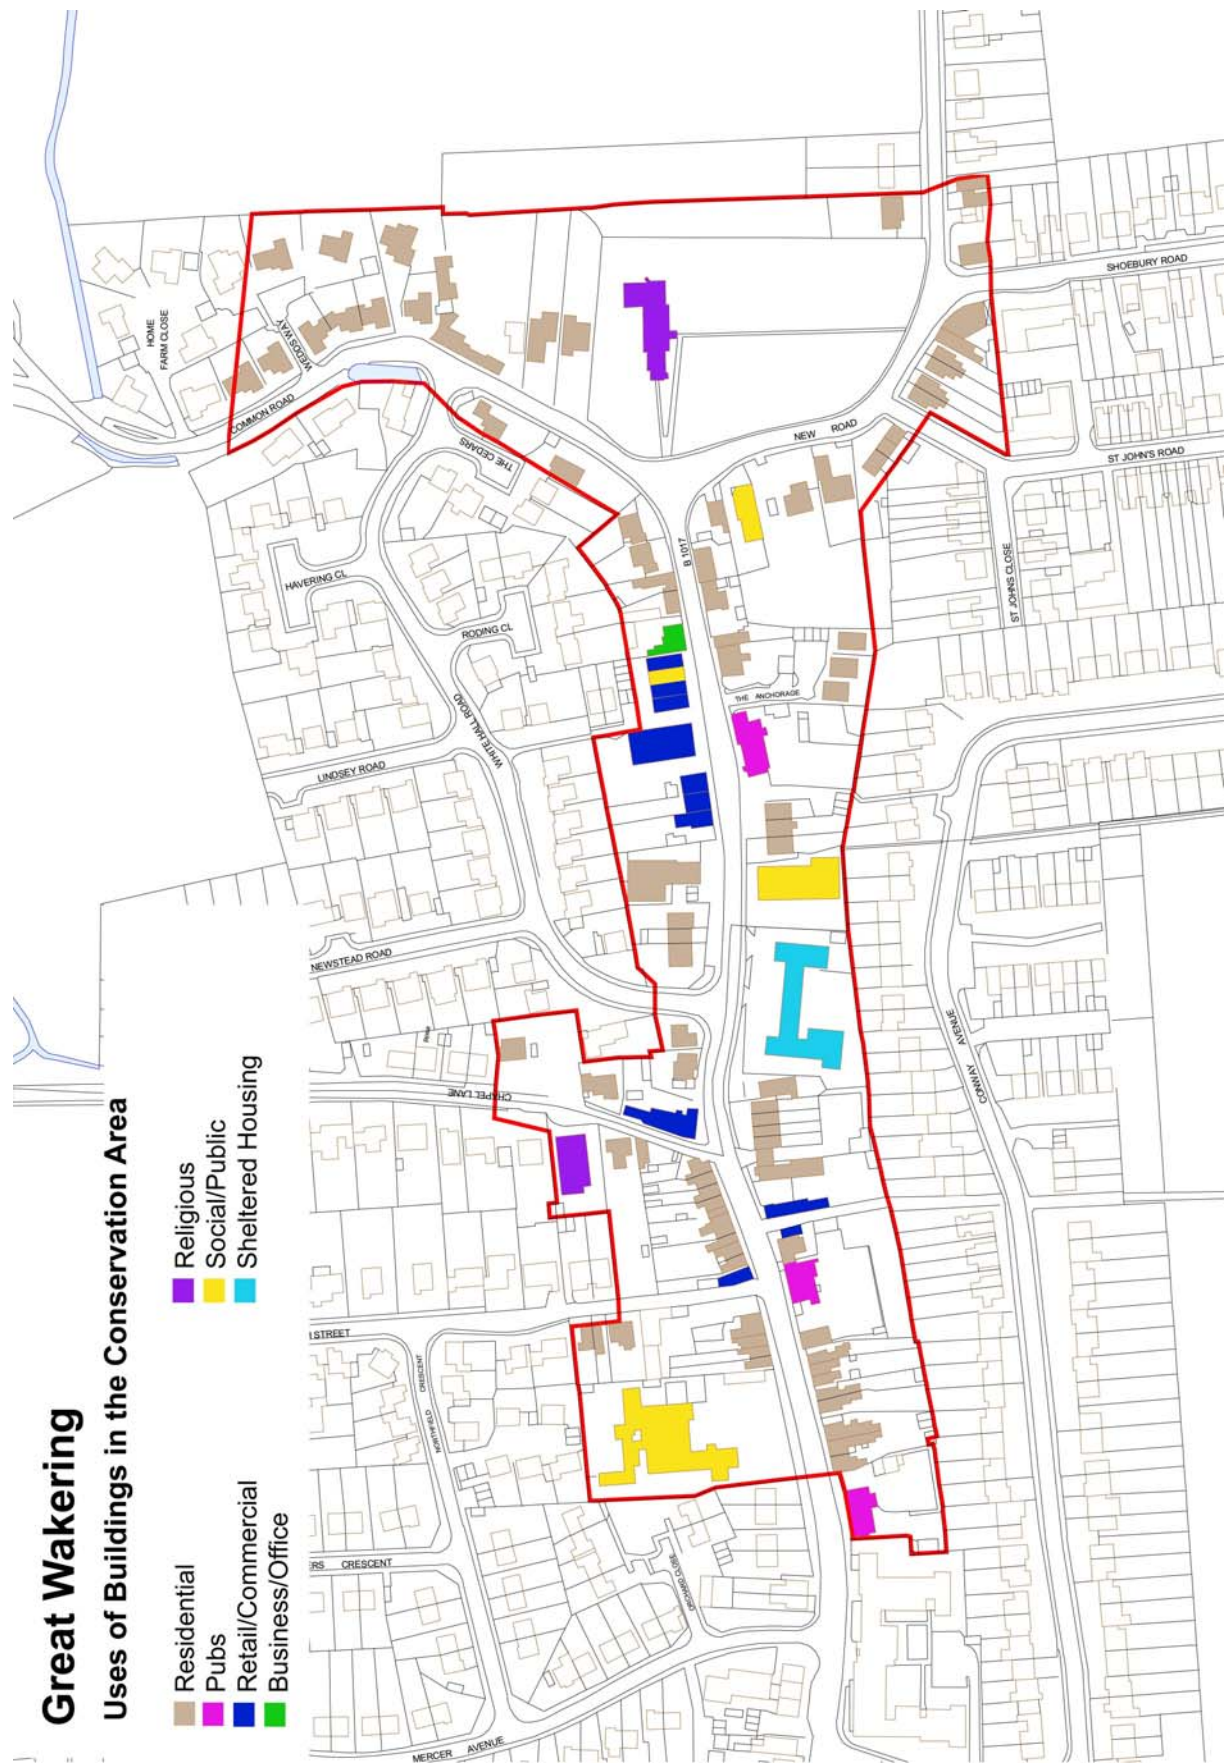 Great Wakering
Uses of Buildings in the Conservation Area
Residential
Pubs
Retail/Commercial
Business/Office
Religious
Social/Public
Sheltered Housing
HOME
FARM CLOSE
WEDDS WAY
COMMON ROAD
THE CEDARS
HAVERING CL
RODING CL
WHITEHALL ROAD
LINDSEY ROAD
NEWSTEAD ROAD
CHAPEL LANE
STREET
NORTHFIELD CRESCENT
ERS CRESCENT
MERCER AVENUE
ORCHARD CLOSE
B 1017
NEW ROAD
THE ANCHORAGE
SHOEBURY ROAD
ST JOHN'S ROAD
ST JOHNS CLOSE
CONWAY AVENUE